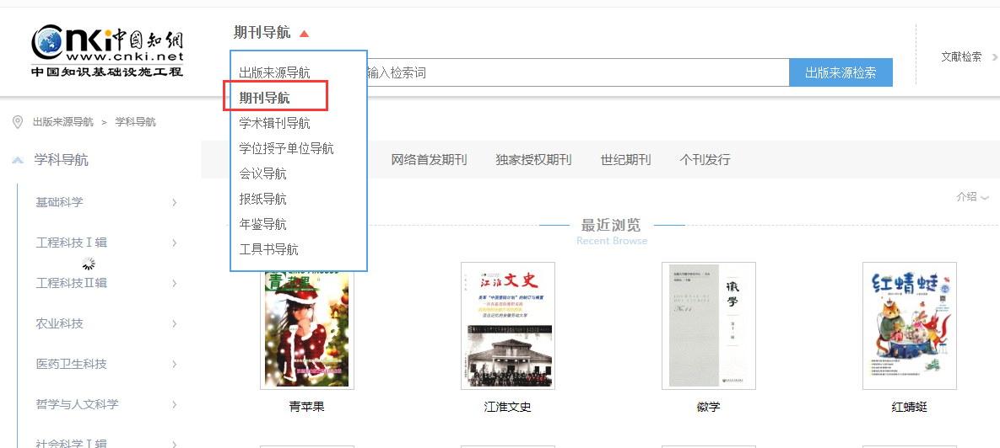 Cnki中国知網
www.cnki.net
中国知识基础设施工程
期刊导航
出版来源导航
期刊导航
学术辑刊导航
学位授予单位导航
会议导航
报纸导航
年鉴导航
工具书导航
输入检索词
出版来源检索
文献检索
出版来源导航 > 学科导航
学科导航
基础科学
工程科技Ⅰ辑
工程科技Ⅱ辑
农业科技
医药卫生科技
哲学与人文科学
社会科学Ⅰ辑
网络首发期刊
独家授权期刊
世纪期刊
个刊发行
介绍
最近浏览
Recent Browse
青苹果
江淮文史
徽学
JOURNAL OF
No.11
红蜻蜓
青苹果
江淮文史
徽学
红蜻蜓